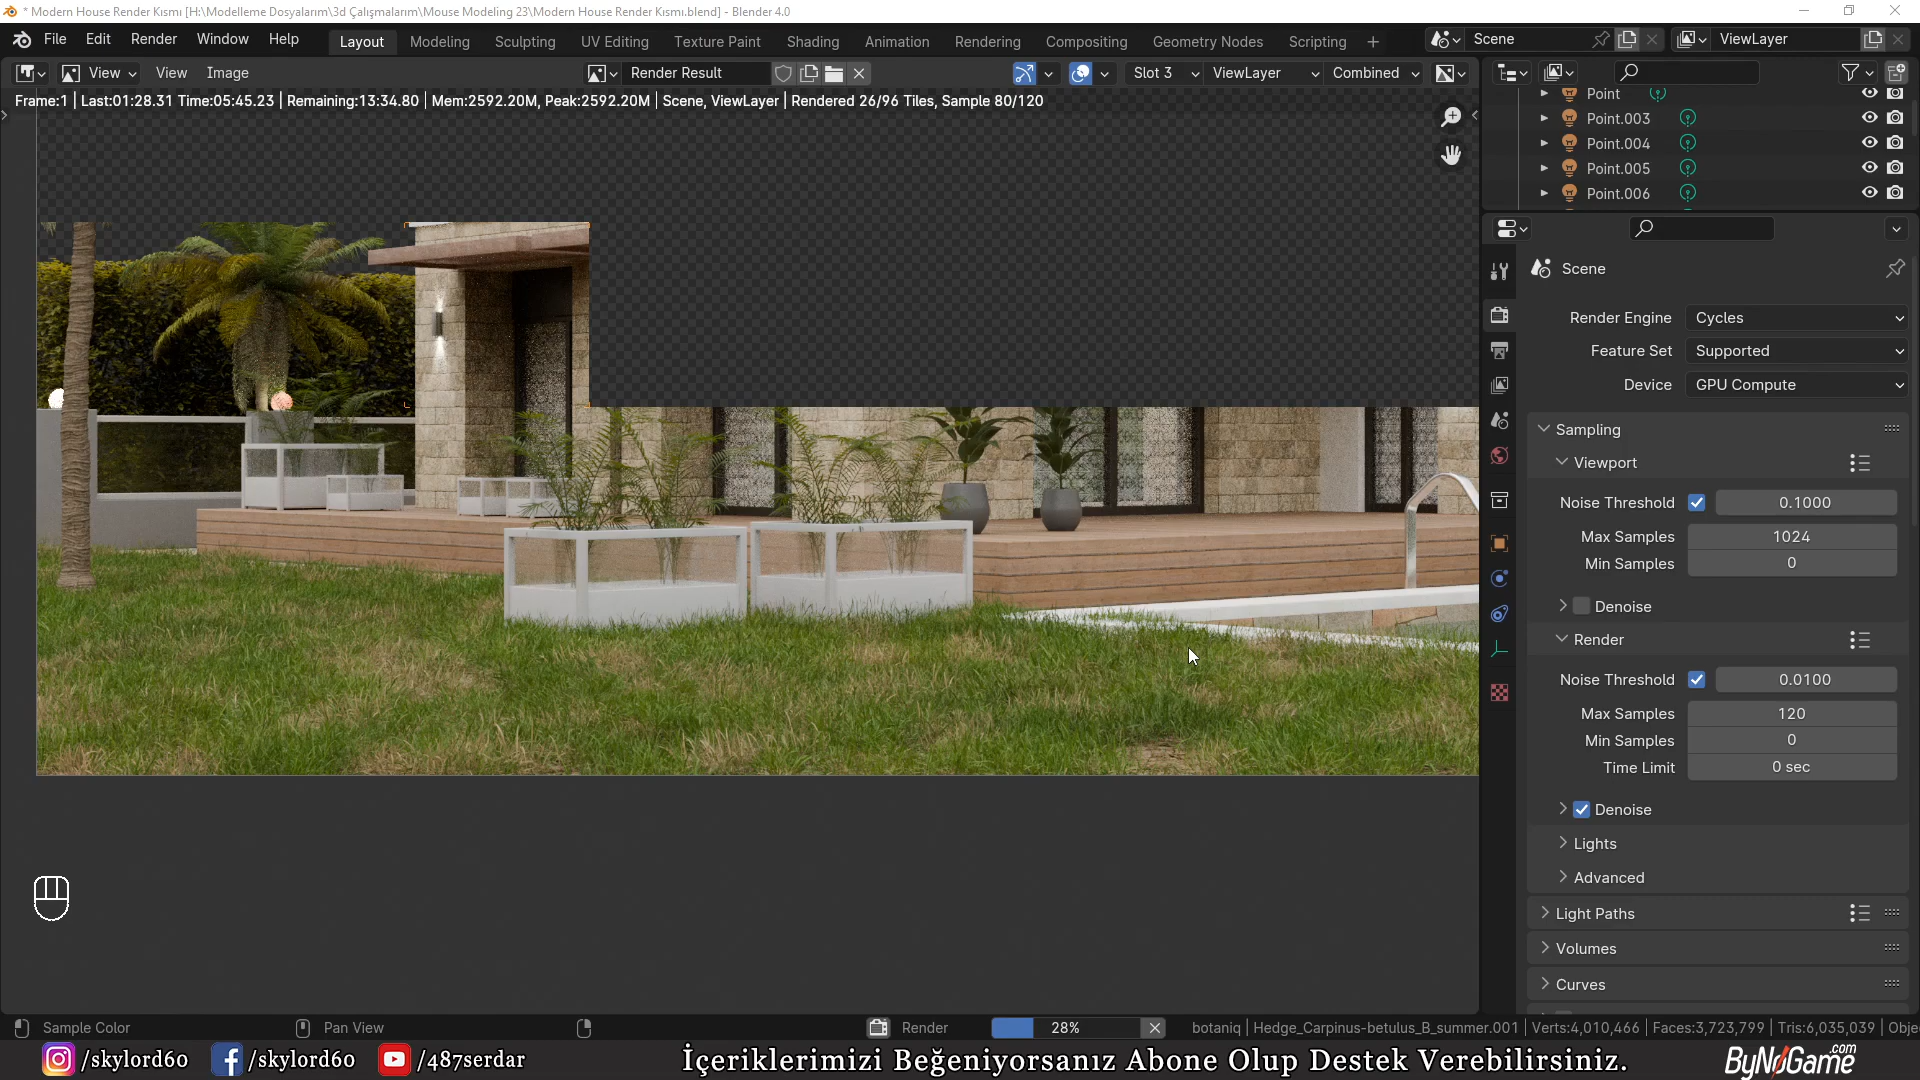 * Modern House Render Kısmı [H:\Modelleme Dosyalarım\3d Çalışmalarım\Mouse Modeling 23\Modern House Render Kısmı.blend] - Blender 4.0
File Edit Render Window Help Layout Modeling Sculpting UV Editing Texture Paint Shading Animation Rendering Compositing Geometry Nodes Scripting + Scene ViewLayer
View View Image Render Result Slot 3 ViewLayer Combined
Frame:1 | Last:01:28.31 Time:05:45.23 | Remaining:13:34.80 | Mem:2592.20M, Peak:2592.20M | Scene, ViewLayer | Rendered 26/96 Tiles, Sample 80/120
Point
Point.003
Point.004
Point.005
Point.006
Scene
Render Engine Cycles
Feature Set Supported
Device GPU Compute
Sampling
Viewport
Noise Threshold 0.1000
Max Samples 1024
Min Samples 0
Denoise
Render
Noise Threshold 0.0100
Max Samples 120
Min Samples 0
Time Limit 0 sec
Denoise
Lights
Advanced
Light Paths
Volumes
Curves
Sample Color Pan View Render 28% botaniq | Hedge_Carpinus-betulus_B_summer.001 | Verts:4,010,466 | Faces:3,723,799 | Tris:6,035,039 | Obje
/skylord60 /skylord60 /487serdar İçeriklerimizi Beğeniyorsanız Abone Olup Destek Verebilirsiniz. ByNoGame.com